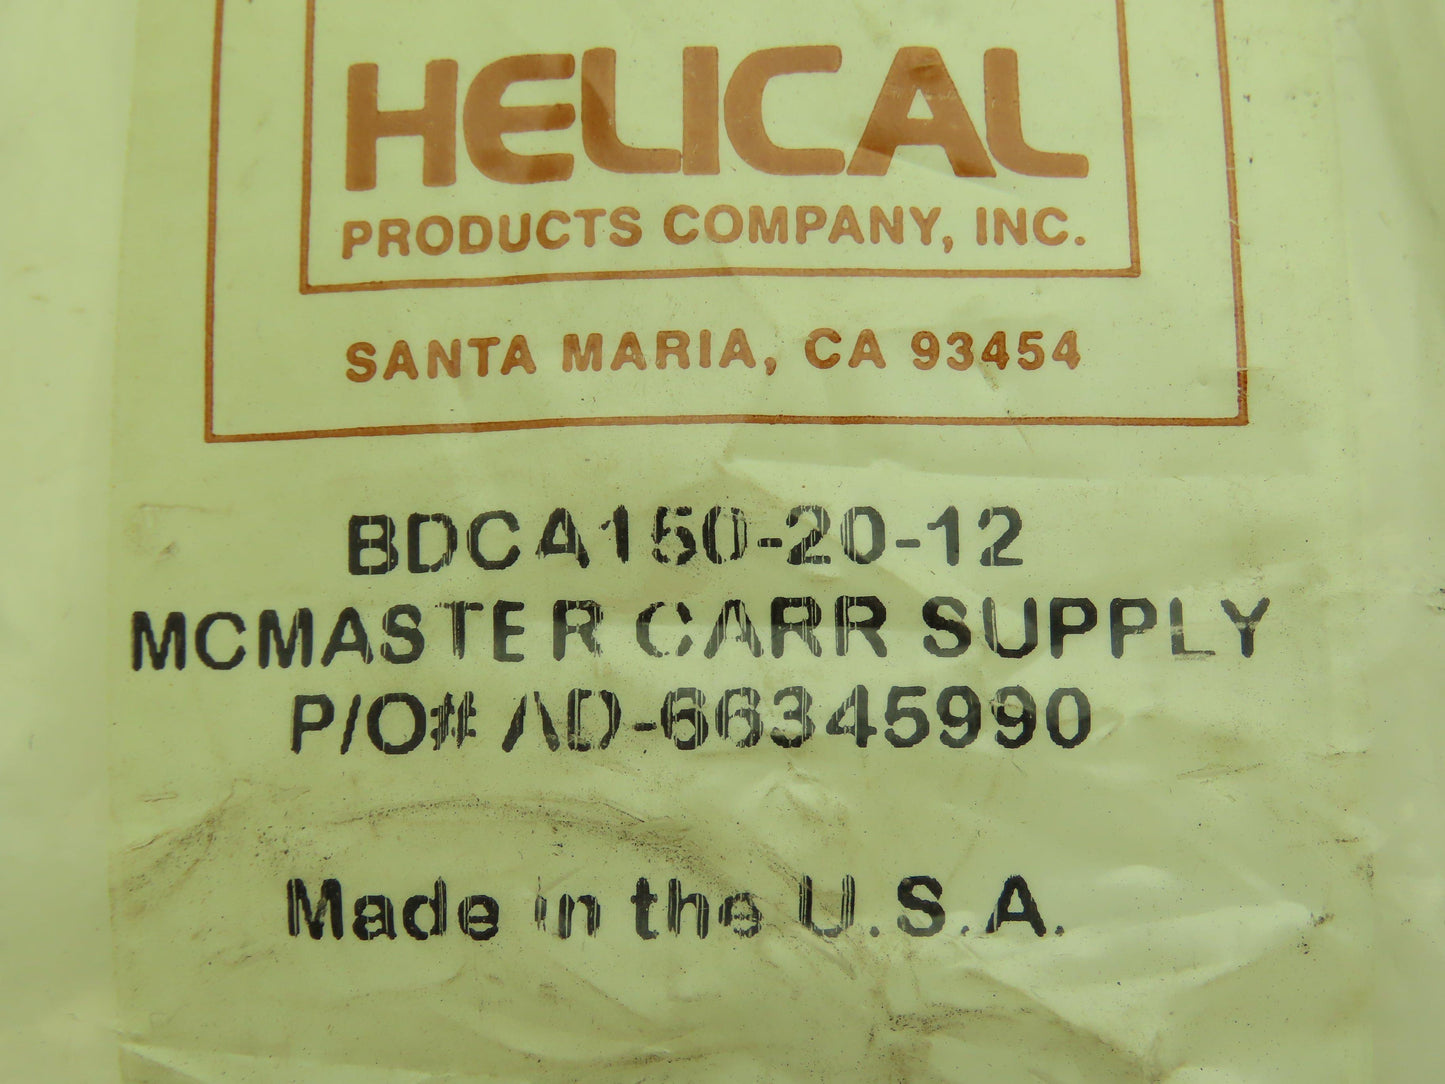 HELICAL
PRODUCTS COMPANY, INC.
SANTA MARIA, CA 93454
BDCA150-20-12
MCMASTER CARR SUPPLY
P/O# AD-66345990
Made in the U.S.A.